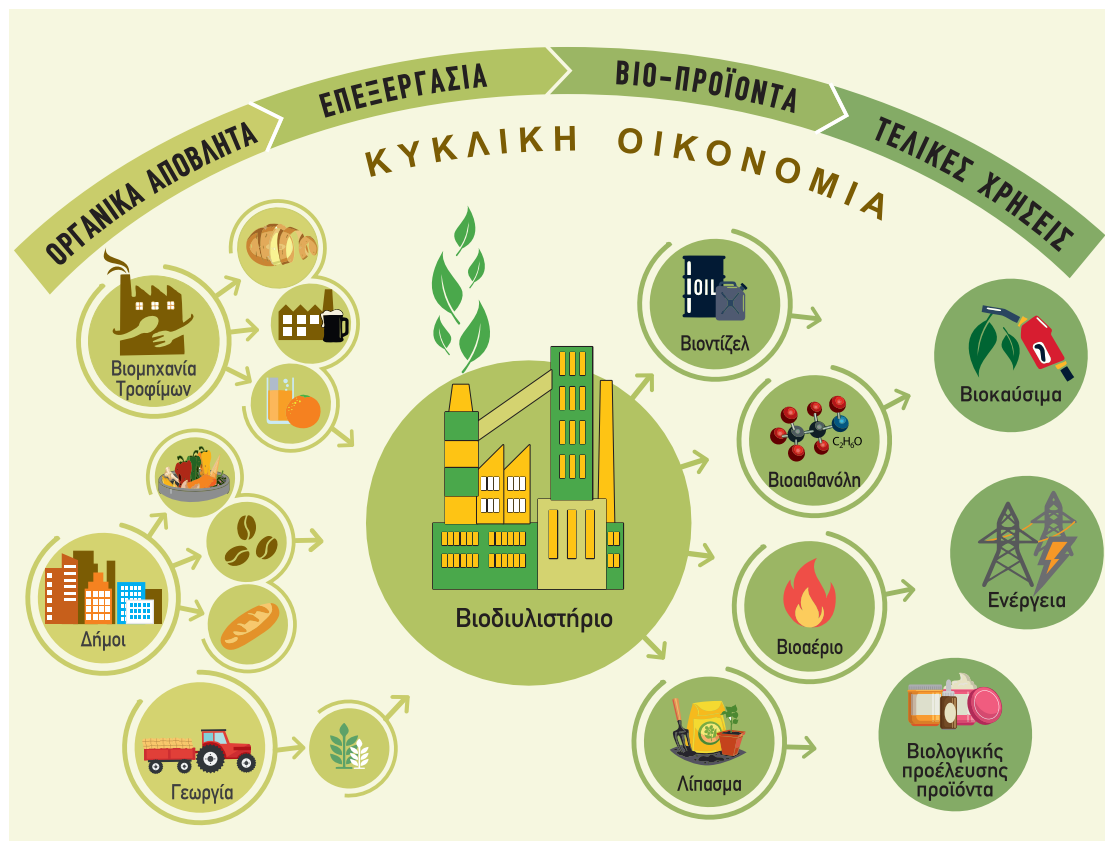 ΟΡΓΑΝΙΚΑ ΑΠΟΒΛΗΤΑ
ΕΠΕΞΕΡΓΑΣΙΑ
ΒΙΟ-ΠΡΟΪΟΝΤΑ
ΤΕΛΙΚΕΣ ΧΡΗΣΕΙΣ
ΚΥΚΛΙΚΗ ΟΙΚΟΝΟΜΙΑ
Βιομηχανία
Τροφίμων
Δήμοι
Γεωργία
Βιοδιυλιστήριο
OIL
Βιοντίζελ
C₂H₆O
Βιοαιθανόλη
Βιοαέριο
Λίπασμα
Βιοκαύσιμα
Ενέργεια
Βιολογικής
προέλευσης
προϊόντα